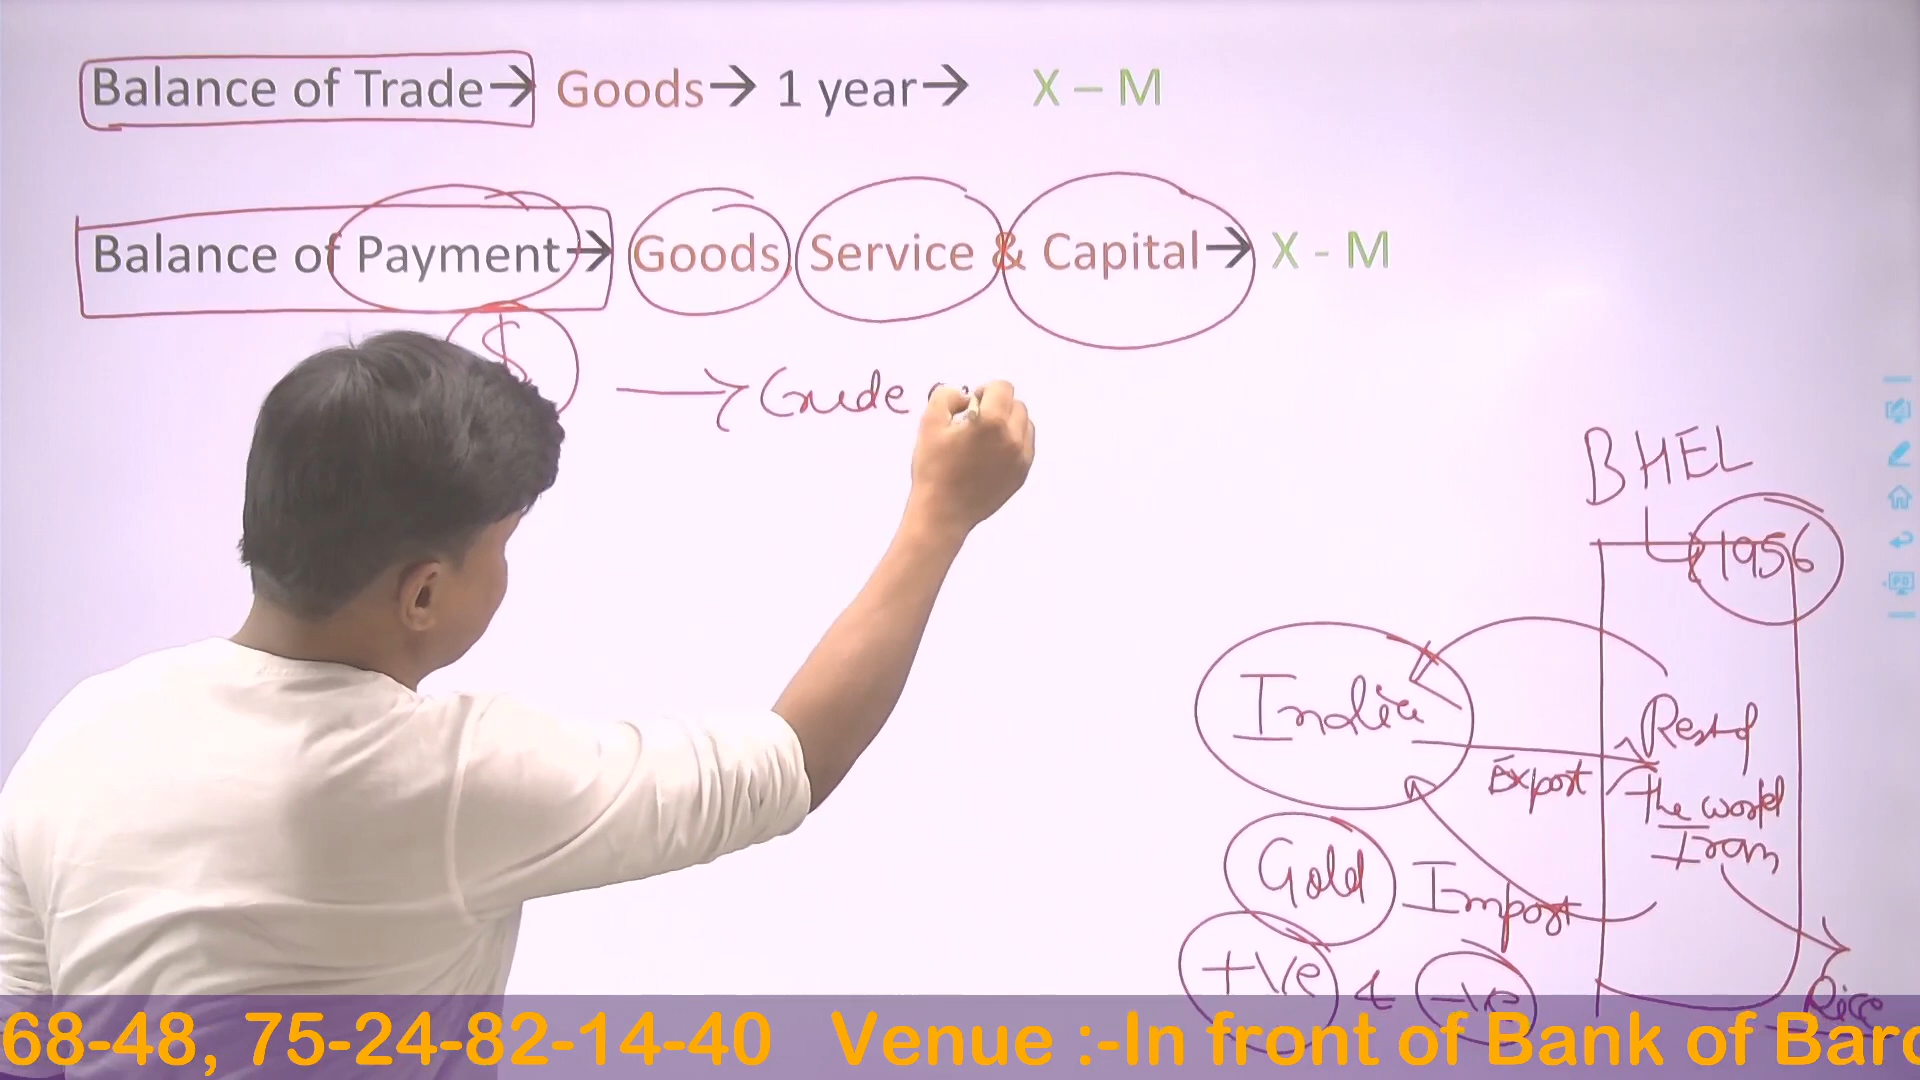 Balance of Trade→ Goods→ 1 year→ X – M
Balance of Payment→ Goods, Service & Capital→ X - M
$
→ Crude
BHEL
1956
India
Rest of
the world
Export
Iran
Gold
Import
+ve & -ve
Rice
68-48, 75-24-82-14-40 Venue :-In front of Bank of Baro